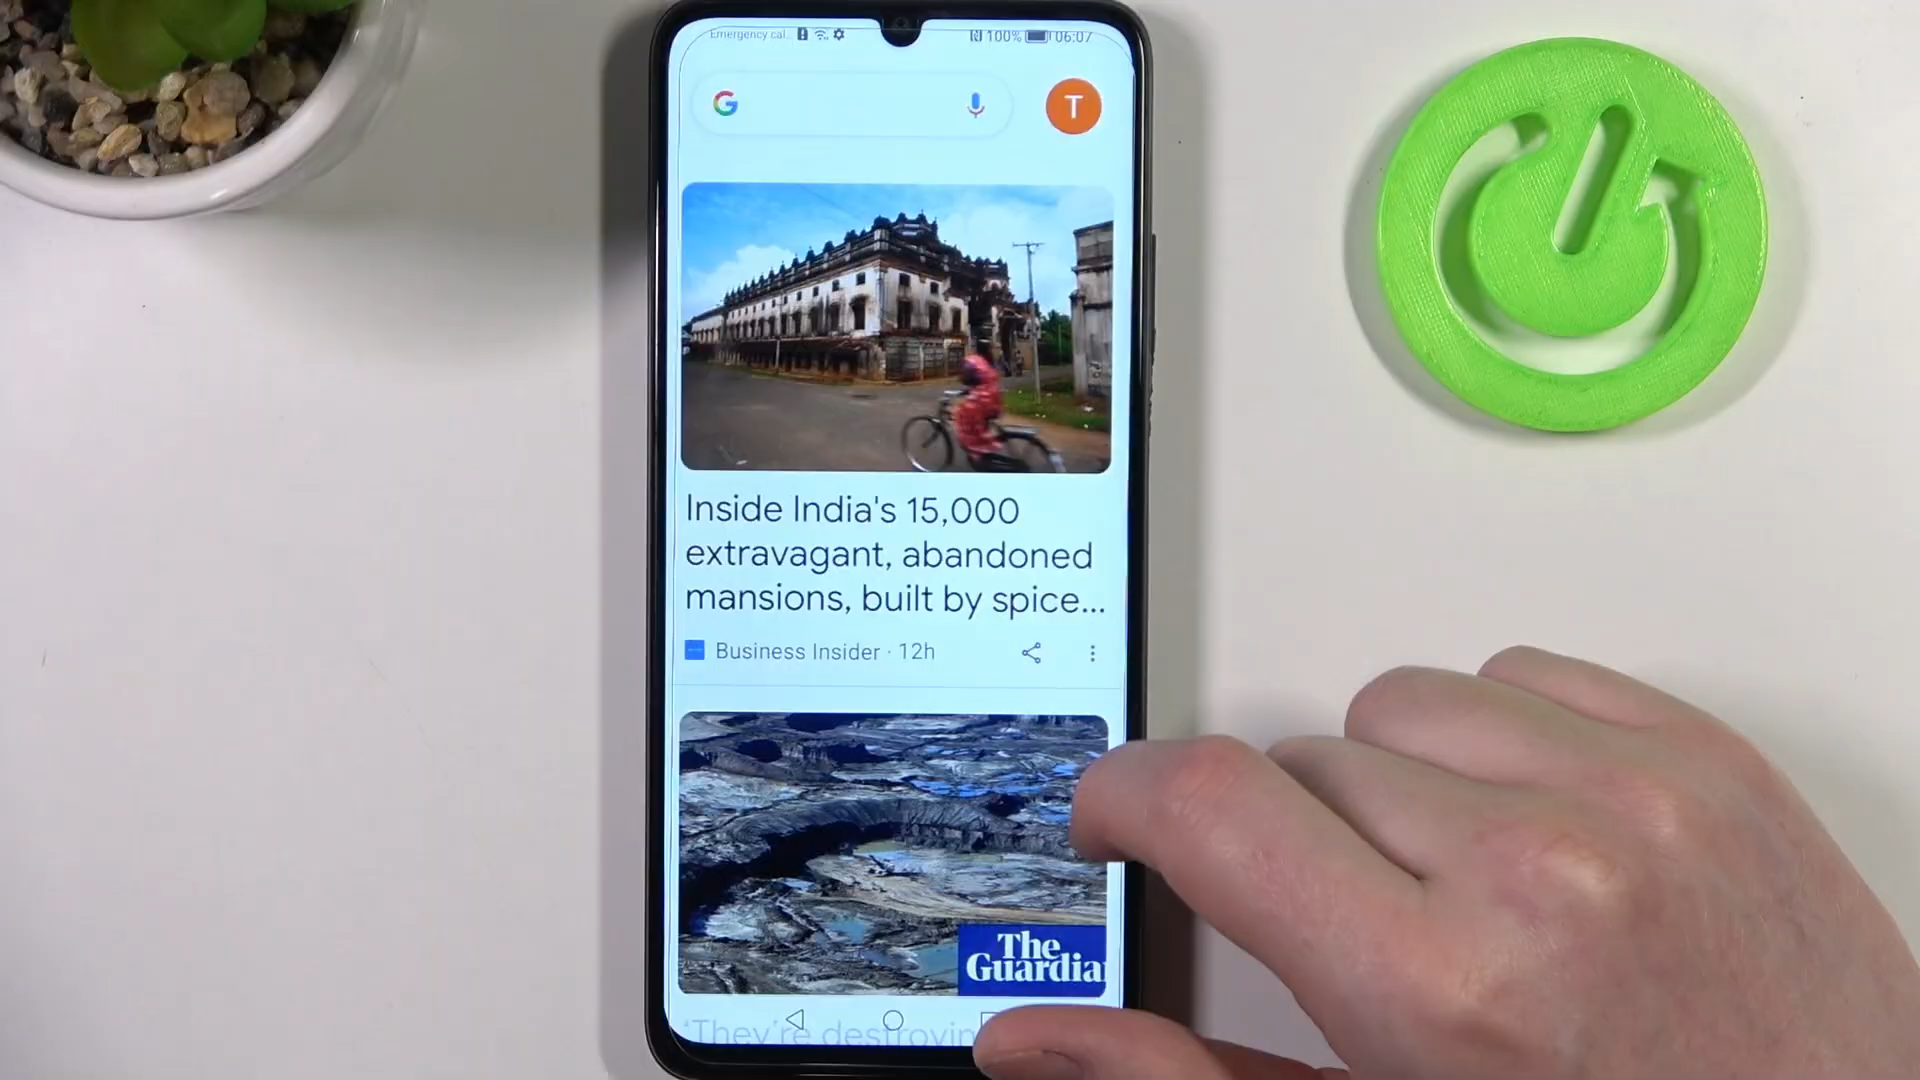 Emergency cal. 100% 06:07
G T
Inside India's 15,000
extravagant, abandoned
mansions, built by spice...
Business Insider · 12h
The
Guardia
'They're destroyin